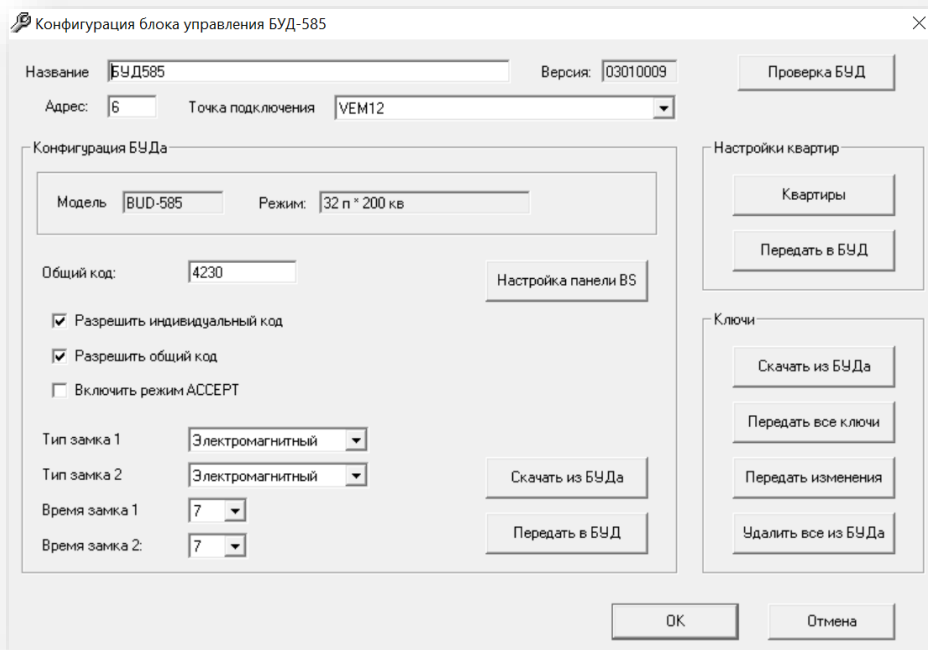 Конфигурация блока управления БУД-585
Название БУД585 Версия: 03010009 Проверка БУД
Адрес: 6 Точка подключения VEM12
Конфигурация БУДа Настройки квартир
Модель BUD-585 Режим: 32 п * 200 кв Квартиры
Передать в БУД
Общий код: 4230 Настройка панели BS
Разрешить индивидуальный код Ключи
Разрешить общий код Скачать из БУДа
Включить режим ACCEPT
Передать все ключи
Тип замка 1 Электромагнитный
Тип замка 2 Электромагнитный Скачать из БУДа Передать изменения
Время замка 1 7
Время замка 2: 7 Передать в БУД Удалить все из БУДа
OK Отмена